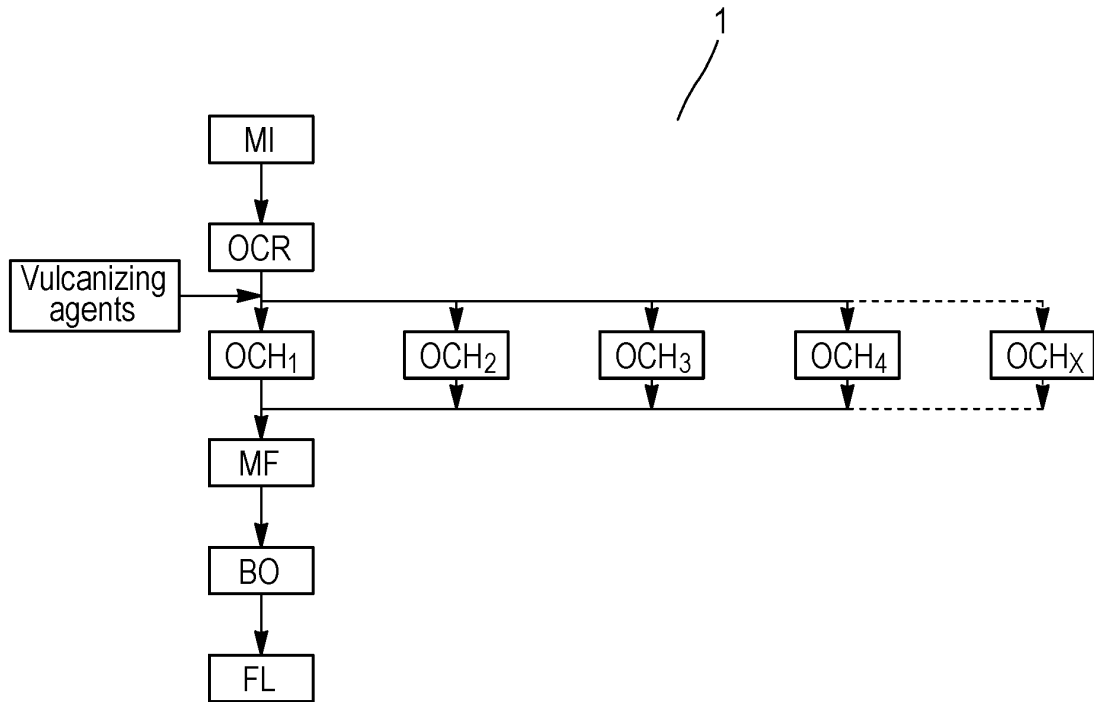 1
MI
OCR
Vulcanizing
agents
OCH₁
OCH₂
OCH₃
OCH₄
OCHₓ
MF
BO
FL